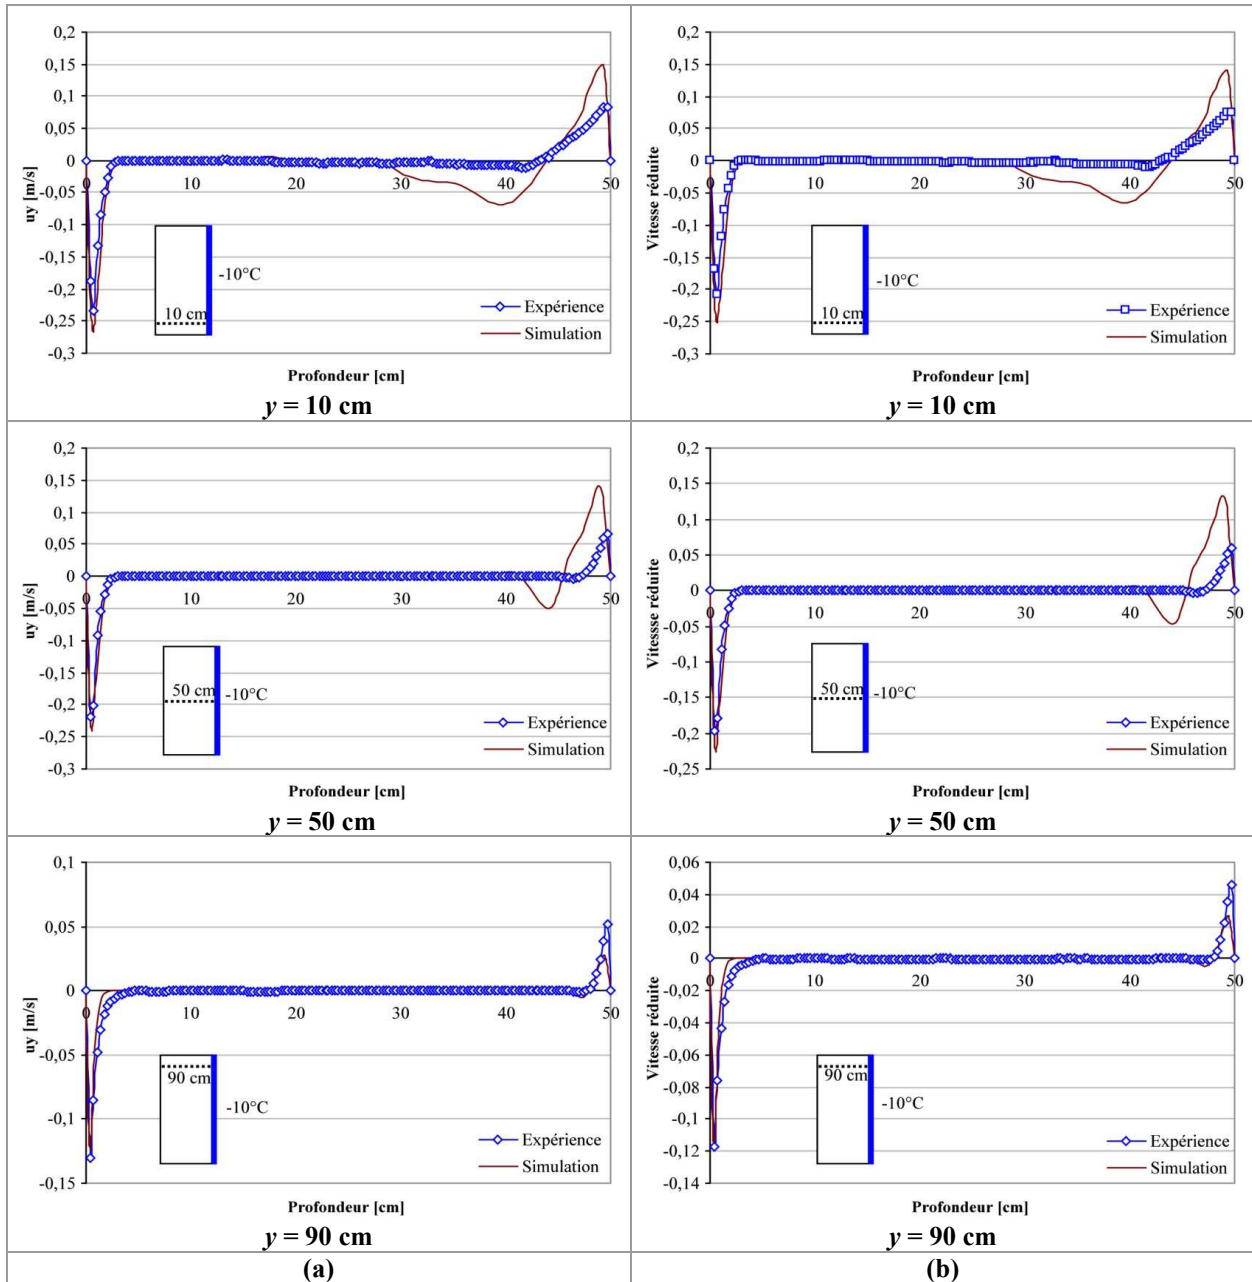 0,2
0,15
0,1
0,05
0
-0,05
-0,1
-0,15
-0,2
-0,25
-0,3
uy [m/s]
0 10 20 30 40 50
-10°C
10 cm
Expérience
Simulation
Profondeur [cm]
y = 10 cm
0,2
0,15
0,1
0,05
0
-0,05
-0,1
-0,15
-0,2
-0,25
-0,3
Vitesse réduite
0 10 20 30 40 50
-10°C
10 cm
Expérience
Simulation
Profondeur [cm]
y = 10 cm
0,2
0,15
0,1
0,05
0
-0,05
-0,1
-0,15
-0,2
-0,25
-0,3
uy [m/s]
0 10 20 30 40 50
50 cm
-10°C
Expérience
Simulation
Profondeur [cm]
y = 50 cm
0,2
0,15
0,1
0,05
0
-0,05
-0,1
-0,15
-0,2
-0,25
Vitessse réduite
0 10 20 30 40 50
50 cm
-10°C
Expérience
Simulation
Profondeur [cm]
y = 50 cm
0,1
0,05
0
-0,05
-0,1
-0,15
uy [m/s]
0 10 20 30 40 50
90 cm
-10°C
Expérience
Simulation
Profondeur [cm]
y = 90 cm
0,06
0,04
0,02
0
-0,02
-0,04
-0,06
-0,08
-0,1
-0,12
-0,14
Vitesse réduite
0 10 20 30 40 50
90 cm
-10°C
Expérience
Simulation
Profondeur [cm]
y = 90 cm
(a)
(b)